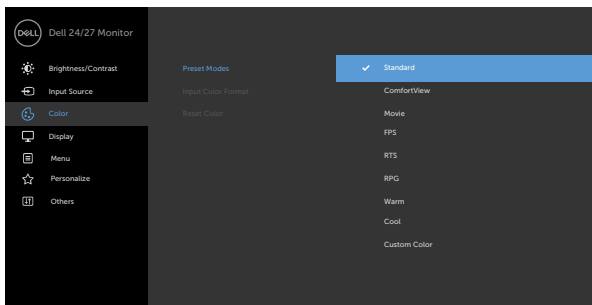 DELL
Dell 24/27 Monitor
Brightness/Contrast
Input Source
Color
Display
Menu
Personalize
Others
Preset Modes
Input Color Format
Reset Color
Standard
ComfortView
Movie
FPS
RTS
RPG
Warm
Cool
Custom Color